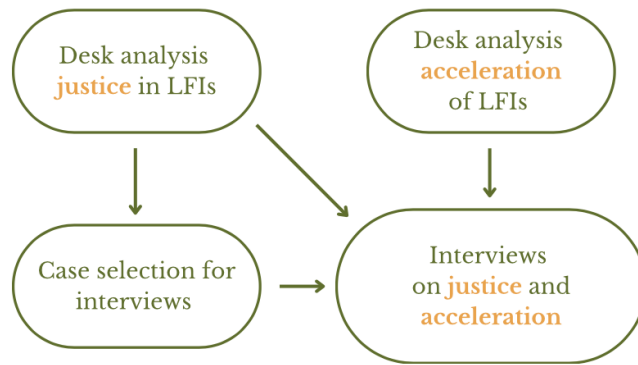 Desk analysis
justice in LFIs
Desk analysis
acceleration
of LFIs
Case selection for
interviews
Interviews
on justice and
acceleration